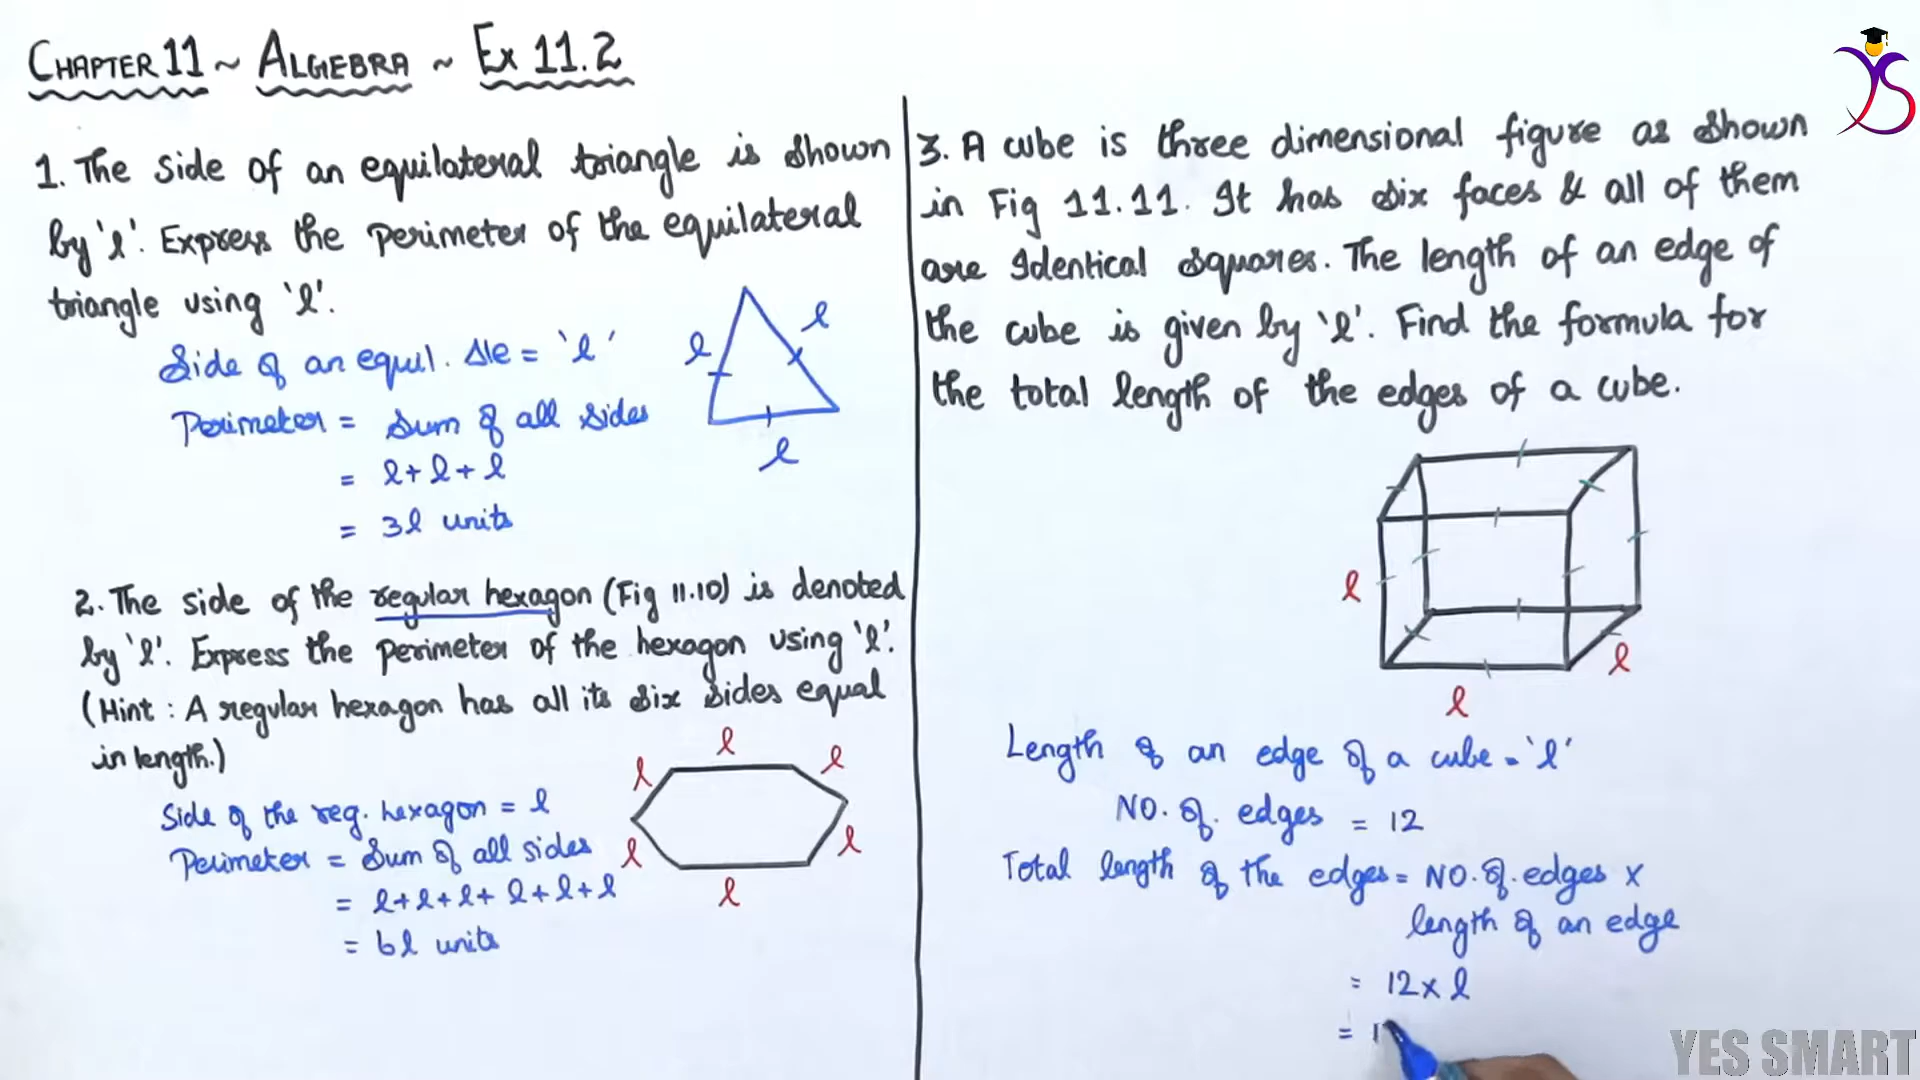 CHAPTER 11 ~ ALGEBRA ~ Ex 11.2
1. The side of an equilateral triangle is shown
by 'l'. Express the perimeter of the equilateral
triangle using 'l'.
Side of an equil. Δle = 'l'
Perimeter = Sum of all sides
= l + l + l
= 3l units
l
l
l
2. The side of the regular hexagon (Fig 11.10) is denoted
by 'l'. Express the perimeter of the hexagon using 'l'.
(Hint : A regular hexagon has all its six sides equal
in length.)
Side of the reg. hexagon = l
Perimeter = Sum of all sides
= l+l+l+l+l+l
= 6l units
l
l
l
l
l
l
3. A cube is three dimensional figure as shown
in Fig 11.11. It has six faces & all of them
are Identical squares. The length of an edge of
the cube is given by 'l'. Find the formula for
the total length of the edges of a cube.
l
l
l
Length of an edge of a cube = 'l'
NO. of. edges = 12
Total length of the edges = NO. of. edges x
length of an edge
= 12 x l
= 1
YS
YES SMART